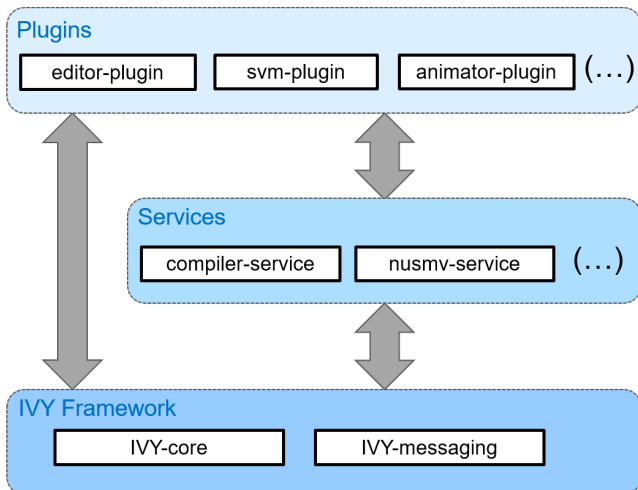 Plugins
editor-plugin svm-plugin animator-plugin (...)
Services
compiler-service nusmv-service (...)
IVY Framework
IVY-core IVY-messaging